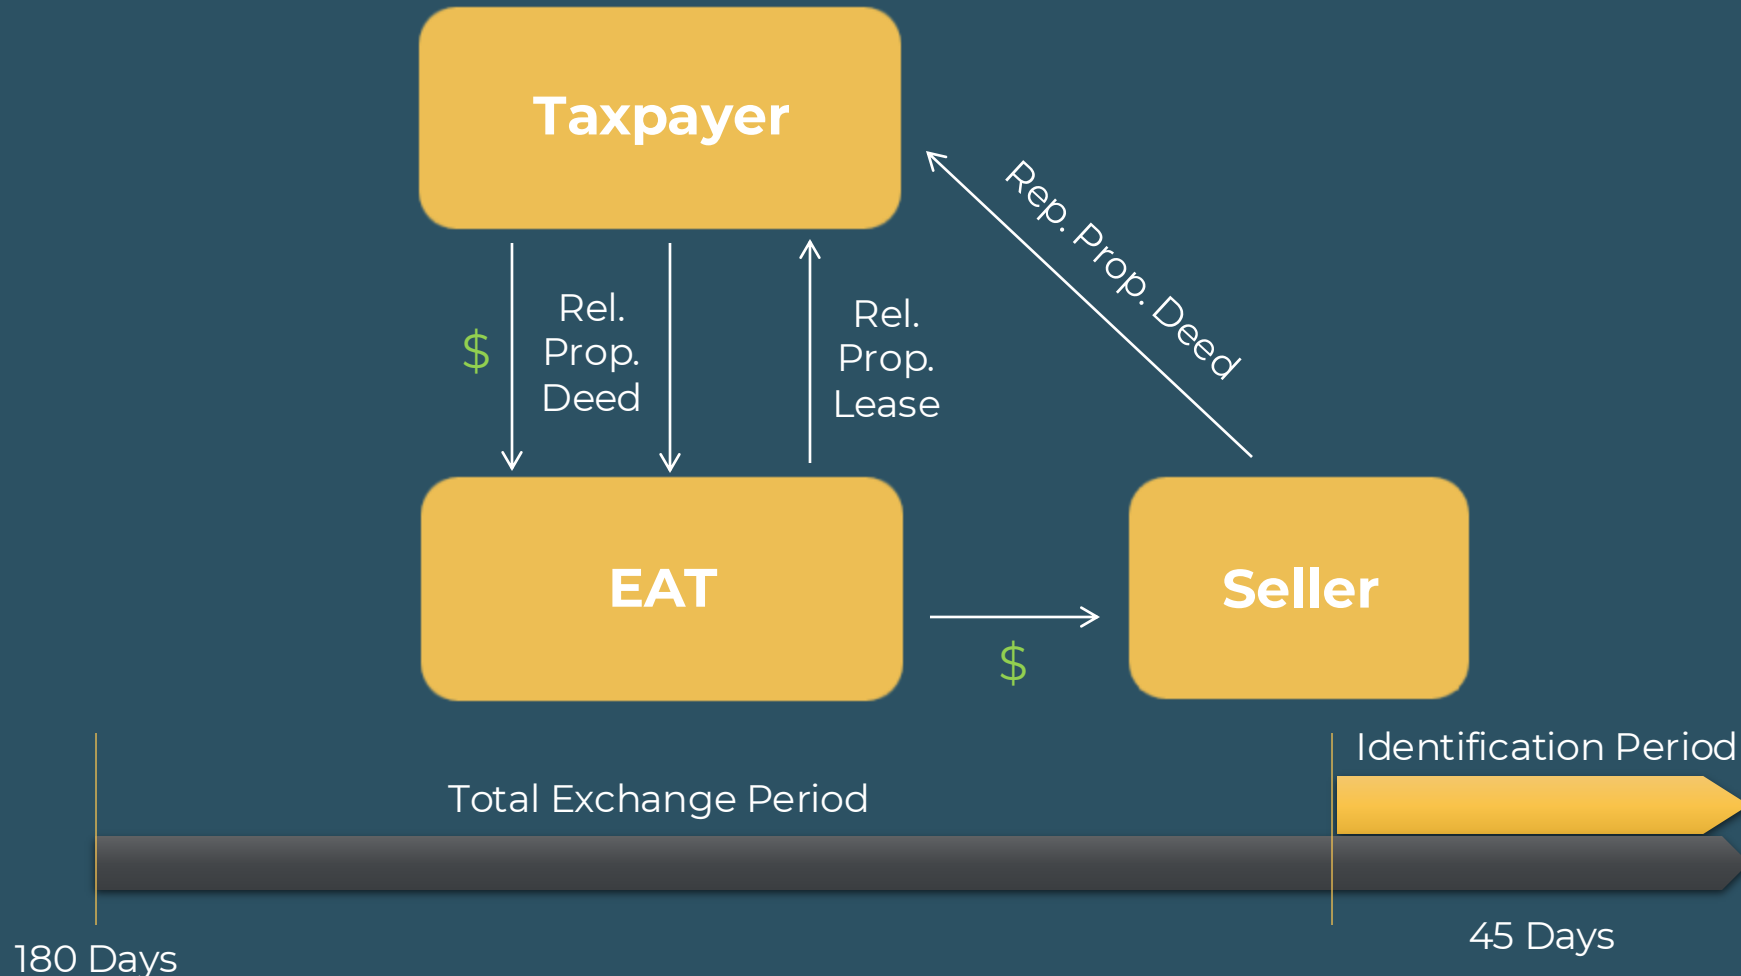 Taxpayer
Rep. Prop. Deed
$
Rel.
Prop.
Deed
Rel.
Prop.
Lease
EAT
$
Seller
Identification Period
Total Exchange Period
45 Days
180 Days